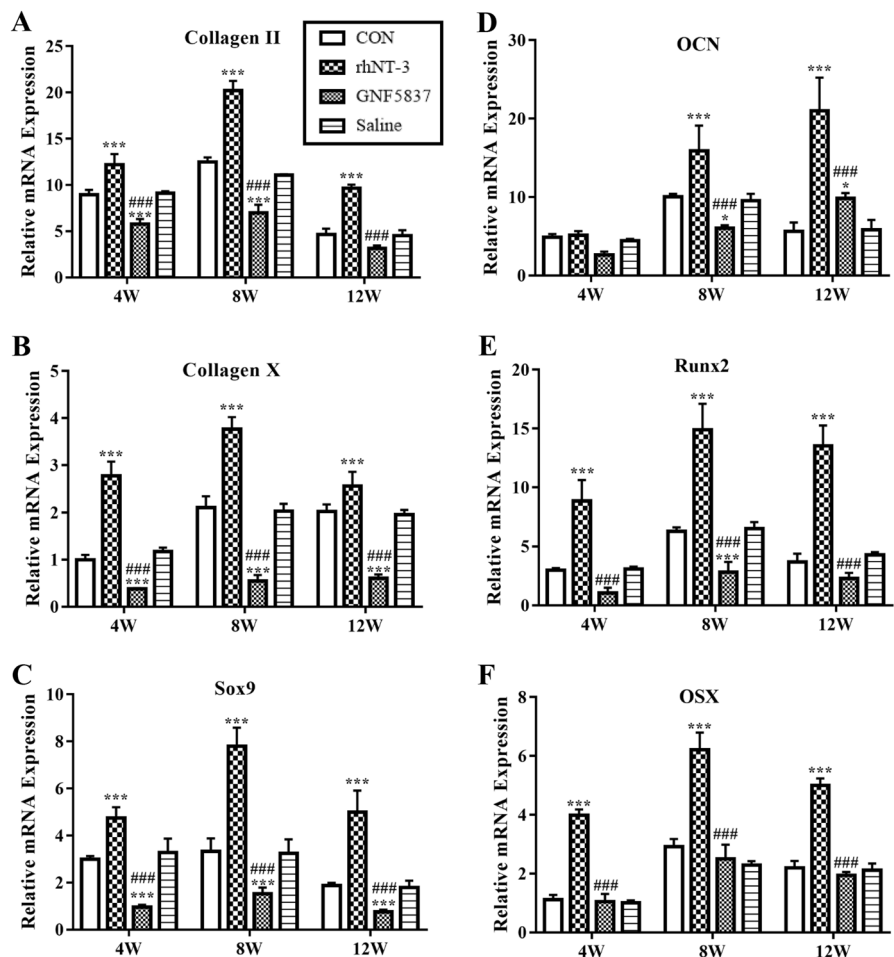 A
Collagen II
CON
rhNT-3
GNF5837
Saline
Relative mRNA Expression
25
20
15
10
5
0
***
###
***
***
###
***
***
###
4W
8W
12W
B
Collagen X
Relative mRNA Expression
5
4
3
2
1
0
***
###
***
***
###
***
***
###
***
4W
8W
12W
C
Sox9
Relative mRNA Expression
10
8
6
4
2
0
***
###
***
***
###
***
***
###
***
4W
8W
12W
D
OCN
Relative mRNA Expression
30
20
10
0
***
###
*
***
###
*
4W
8W
12W
E
Runx2
Relative mRNA Expression
20
15
10
5
0
***
###
***
###
***
***
###
4W
8W
12W
F
OSX
Relative mRNA Expression
8
6
4
2
0
***
###
***
###
***
###
4W
8W
12W